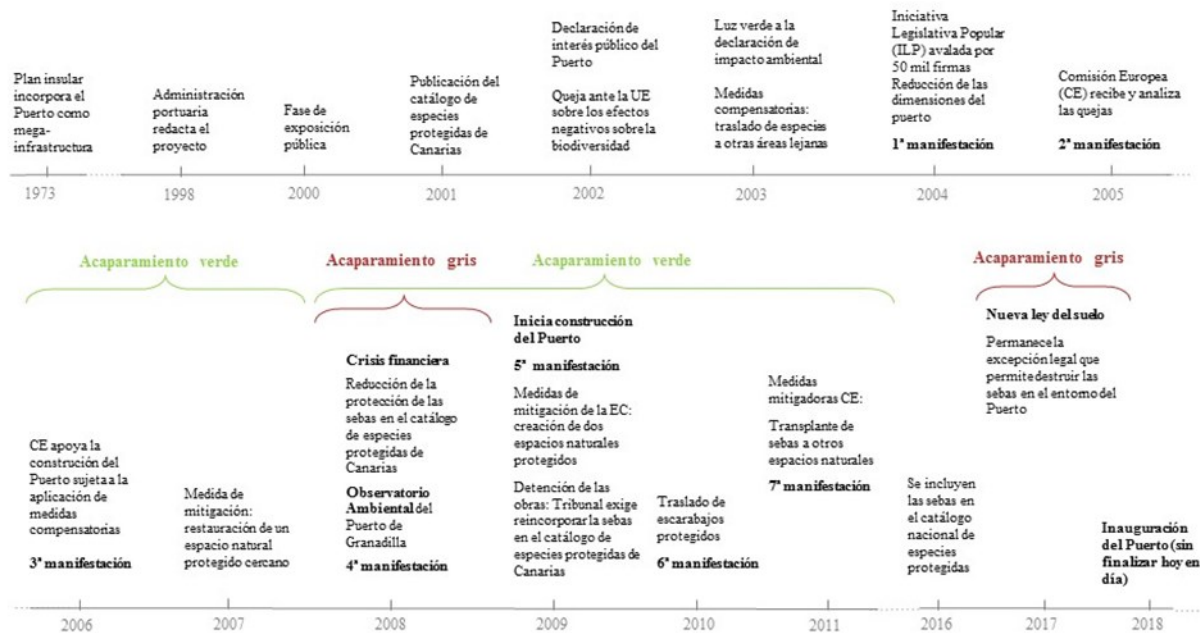 Plan insular
incorpora el
Puerto como
mega-
infraestructura
1973
Administración
portuaria
redacta el
proyecto
1998
Fase de
exposición
pública
2000
Publicación del
catálogo de
especies
protegidas de
Canarias
2001
Declaración de
interés público del
Puerto
Queja ante la UE
sobre los efectos
negativos sobre la
biodiversidad
2002
Luz verde a la
declaración de
impacto ambiental
Medidas
compensatorias:
traslado de especies
a otras áreas lejanas
2003
Iniciativa
Legislativa Popular
(ILP) avalada por
50 mil firmas
Reducción de las
dimensiones del
puerto
1ª manifestación
2004
Comisión Europea
(CE) recibe y analiza
las quejas
2ª manifestación
2005
Acaparamiento verde
Acaparamiento gris
Acaparamiento verde
Acaparamiento gris
CE apoya la
construción del
Puerto sujeta a la
aplicación de
medidas
compensatorias
3ª manifestación
2006
Medida de
mitigación:
restauración de un
espacio natural
protegido cercano
2007
Crisis financiera
Reducción de la
protección de las
sebas en el catálogo
de especies
protegidas de
Canarias
Observatorio
Ambiental del
Puerto de
Granadilla
4ª manifestación
2008
Inicia construcción
del Puerto
5ª manifestación
Medidas de
mitigación de la EC:
creación de dos
espacios naturales
protegidos
Detención de las
obras: Tribunal exige
reincorporar la sebas
en el catálogo de
especies protegidas de
Canarias
2009
Traslado de
escarabajos
protegidos
6ª manifestación
2010
Medidas
mitigadoras CE:
Transplante de
sebas a otros
espacios naturales
7ª manifestación
2011
Se incluyen
las sebas en
el catálogo
nacional de
especies
protegidas
2016
Nueva ley del suelo
Permanece la
excepción legal que
permite destruir las
sebas en el entorno del
Puerto
2017
Inauguración
del Puerto (sin
finalizar hoy en
día)
2018